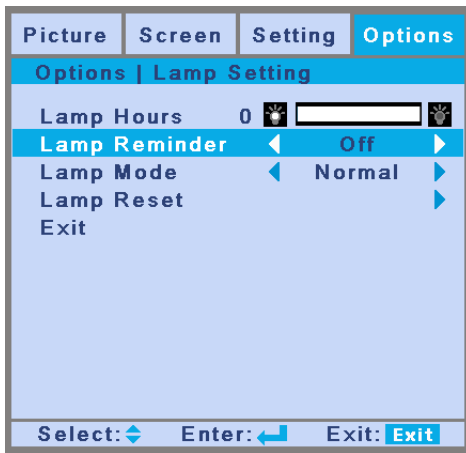 Picture Screen Setting Options
Options | Lamp Setting
Lamp Hours 0
Lamp Reminder Off
Lamp Mode Normal
Lamp Reset
Exit
Select: Enter: Exit: Exit